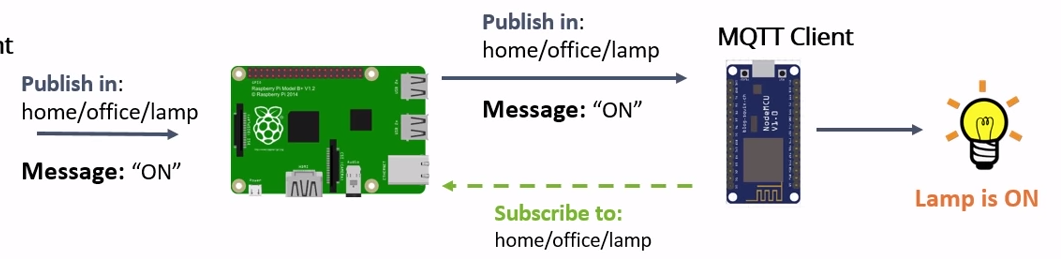 nt
Publish in:
home/office/lamp
Message: “ON”
Raspberry Pi Model B+ V1.2
© Raspberry Pi 2014
Publish in:
home/office/lamp
Message: “ON”
Subscribe to:
home/office/lamp
MQTT Client
NodeMCU
V1.0
Lamp is ON